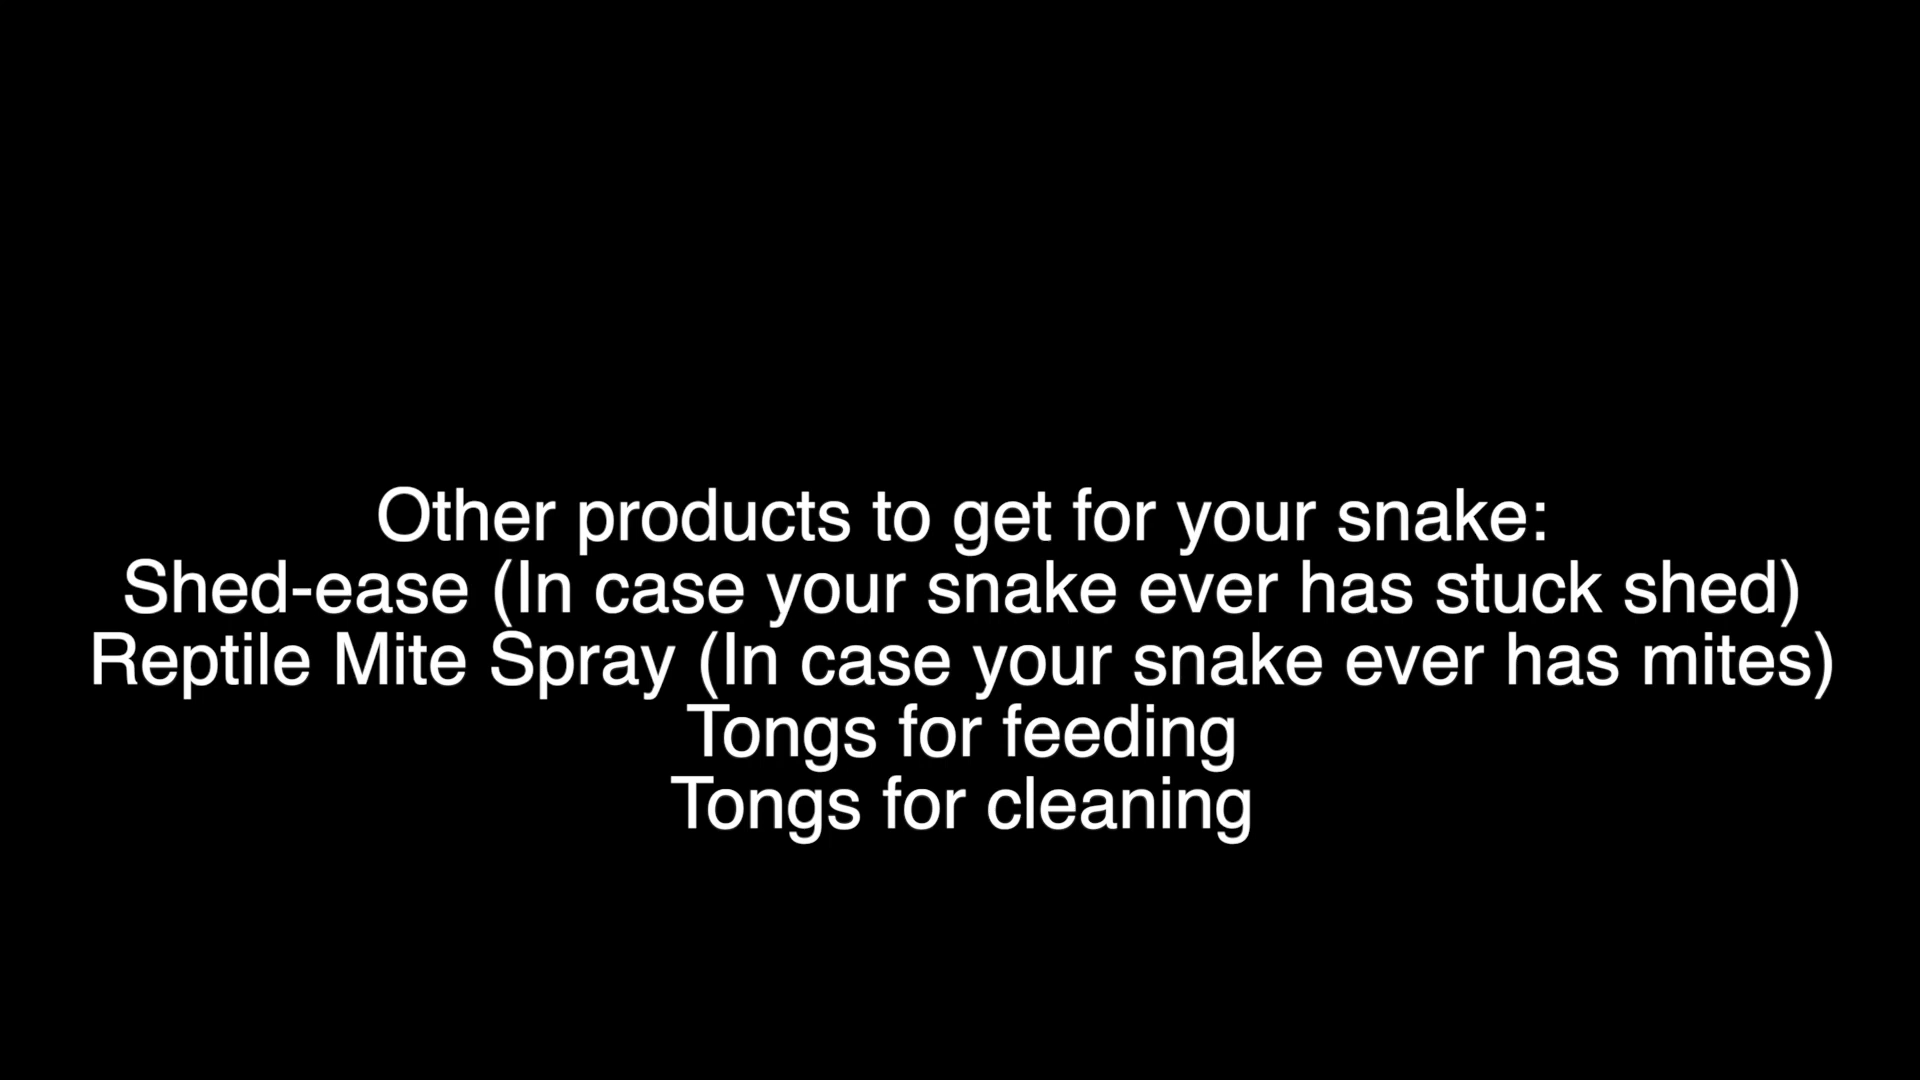 Other products to get for your snake:
Shed-ease (In case your snake ever has stuck shed)
Reptile Mite Spray (In case your snake ever has mites)
Tongs for feeding
Tongs for cleaning